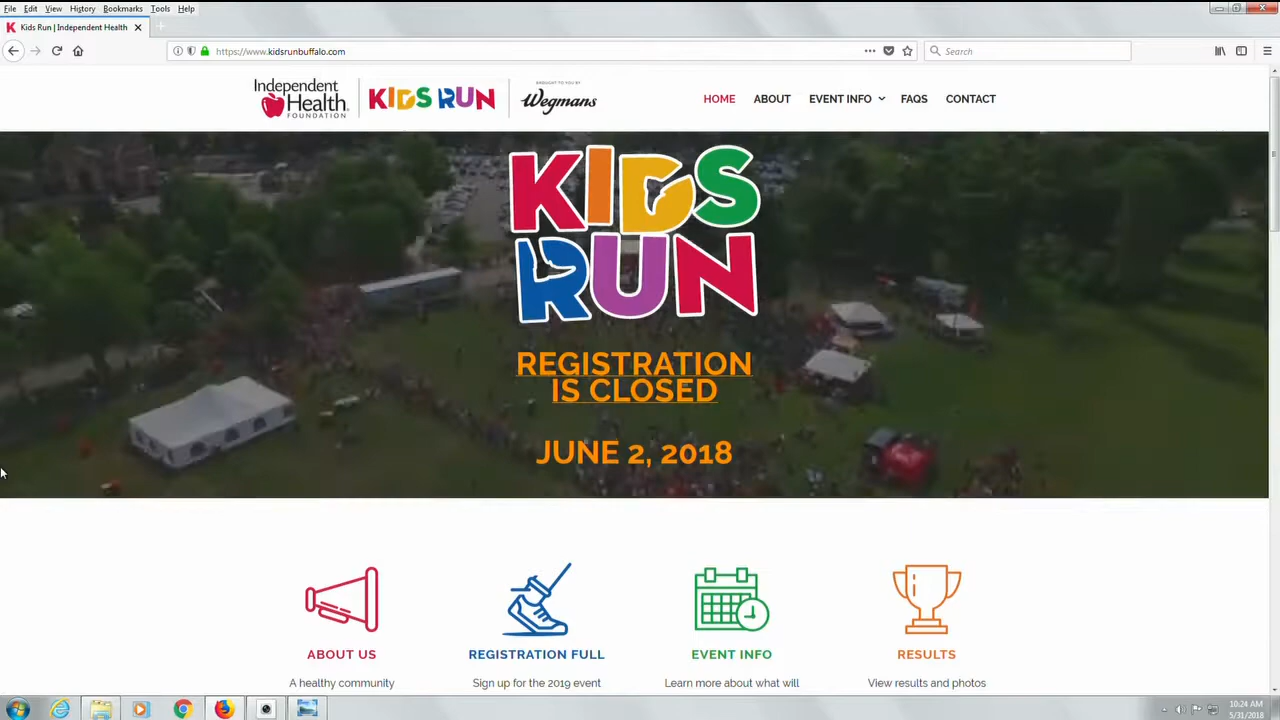 File Edit View History Bookmarks Tools Help
Kids Run | Independent Health
https://www.kidsrunbuffalo.com
Search
Independent Health FOUNDATION
KIDS RUN
BROUGHT TO YOU BY
Wegmans
HOME ABOUT EVENT INFO FAQS CONTACT
KIDS
RUN
REGISTRATION
IS CLOSED
JUNE 2, 2018
ABOUT US REGISTRATION FULL EVENT INFO RESULTS
A healthy community Sign up for the 2019 event Learn more about what will View results and photos
10:24 AM
5/31/2018